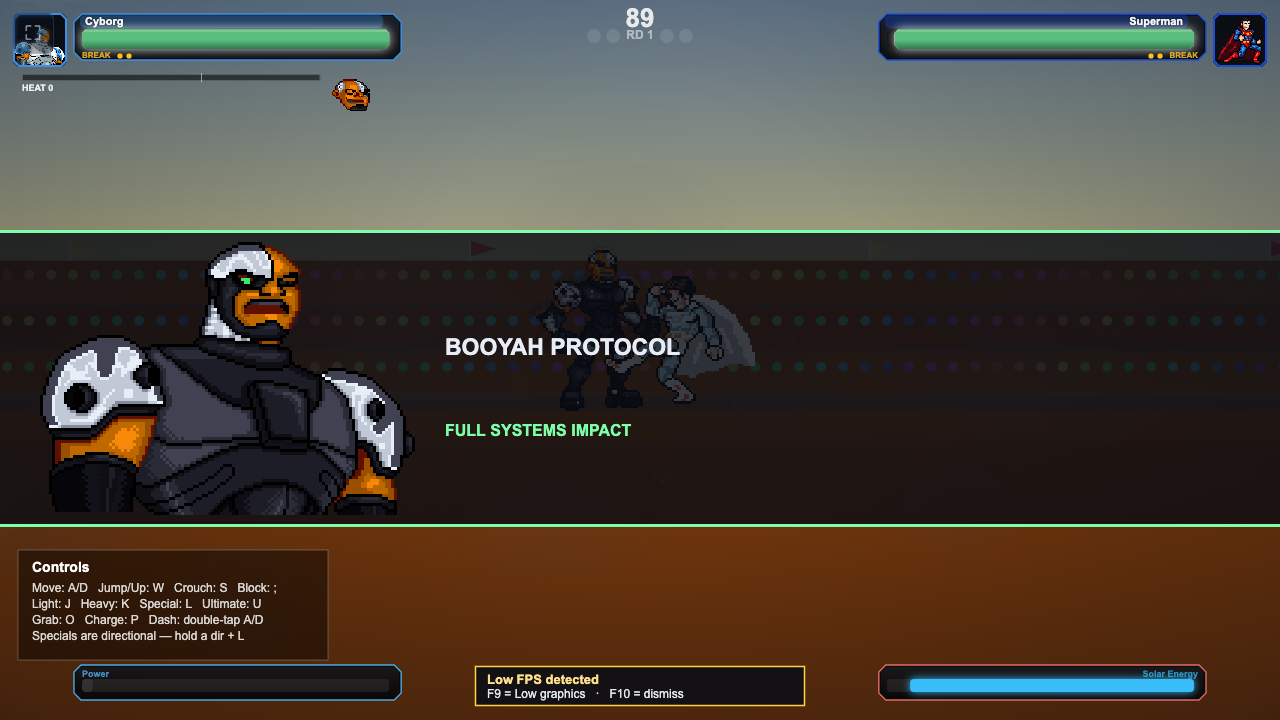 Cyborg
89
Superman
RD 1
BREAK
BREAK
HEAT 0
BOOYAH PROTOCOL
FULL SYSTEMS IMPACT
Controls
Move: A/D   Jump/Up: W   Crouch: S   Block: ;
Light: J   Heavy: K   Special: L   Ultimate: U
Grab: O   Charge: P   Dash: double-tap A/D
Specials are directional — hold a dir + L
Power
Low FPS detected
F9 = Low graphics   ·   F10 = dismiss
Solar Energy